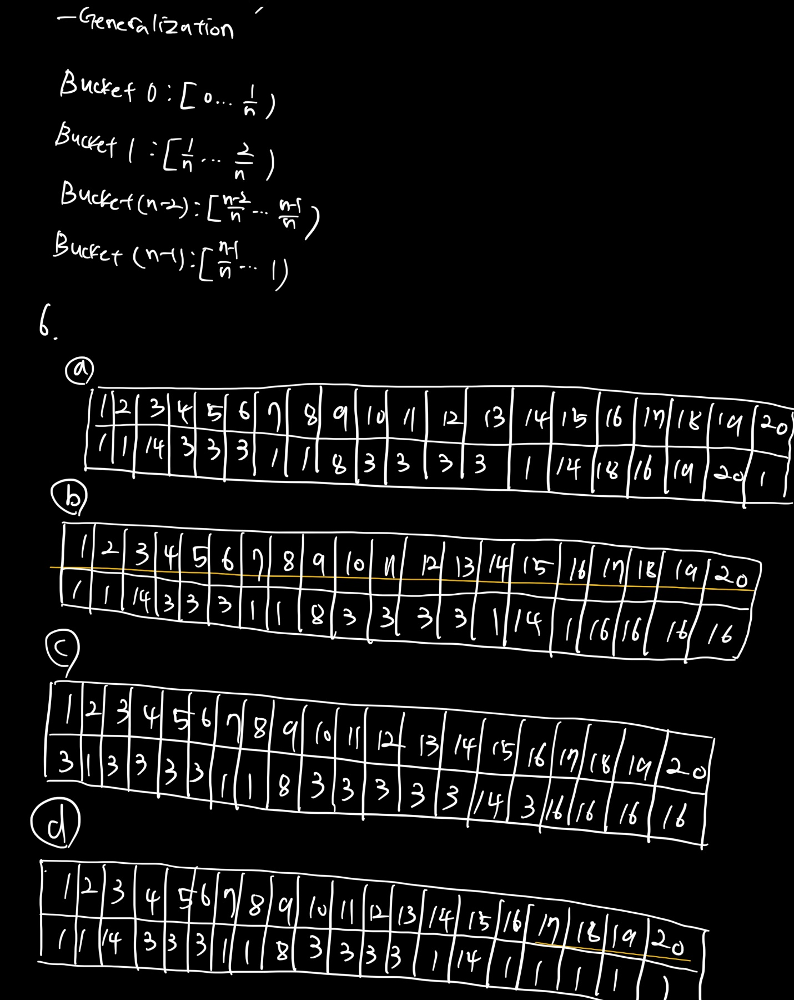 -Generalization
Bucket 0:[0... 1/n)
Bucket 1:[1/n... 2/n)
Bucket(n-2):[n-2/n... n-1/n)
Bucket (n-1):[n-1/n... 1)
6.
a
1 2 3 4 5 6 7 8 9 10 11 12 13 14 15 16 17 18 19 20
1 1 14 3 3 3 1 1 8 3 3 3 3 1 14 18 16 19 20 1
b
1 2 3 4 5 6 7 8 9 10 11 12 13 14 15 16 17 18 19 20
1 1 14 3 3 3 1 1 8 3 3 3 3 1 14 1 16 16 16 16
c
1 2 3 4 5 6 7 8 9 10 11 12 13 14 15 16 17 18 19 20
3 1 3 3 3 3 1 1 8 3 3 3 3 3 14 3 16 16 16 16
d
1 2 3 4 5 6 7 8 9 10 11 12 13 14 15 16 17 18 19 20
1 1 14 3 3 3 1 1 8 3 3 3 3 1 14 1 1 1 1 1